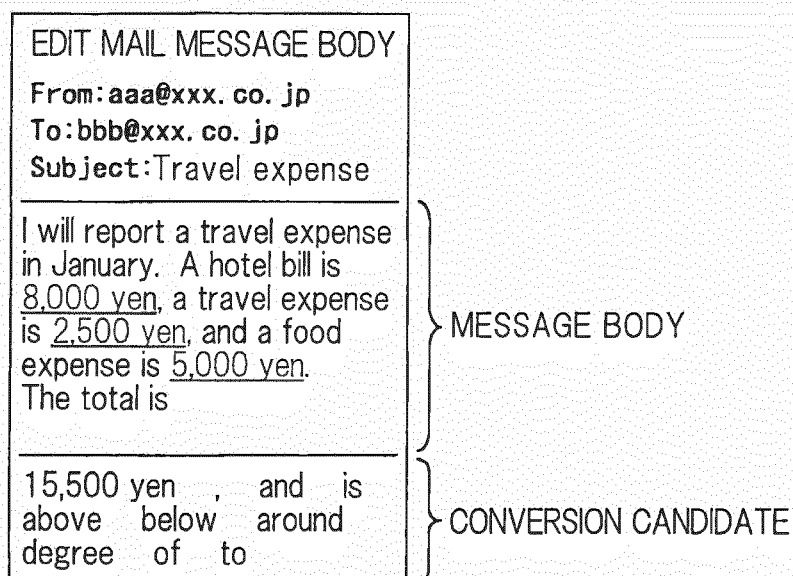 EDIT MAIL MESSAGE BODY
From:aaa@xxx.co.jp
To:bbb@xxx.co.jp
Subject:Travel expense
I will report a travel expense
in January. A hotel bill is
8,000 yen, a travel expense
is 2,500 yen, and a food
expense is 5,000 yen.
The total is
MESSAGE BODY
15,500 yen , and is
above below around
degree of to
CONVERSION CANDIDATE